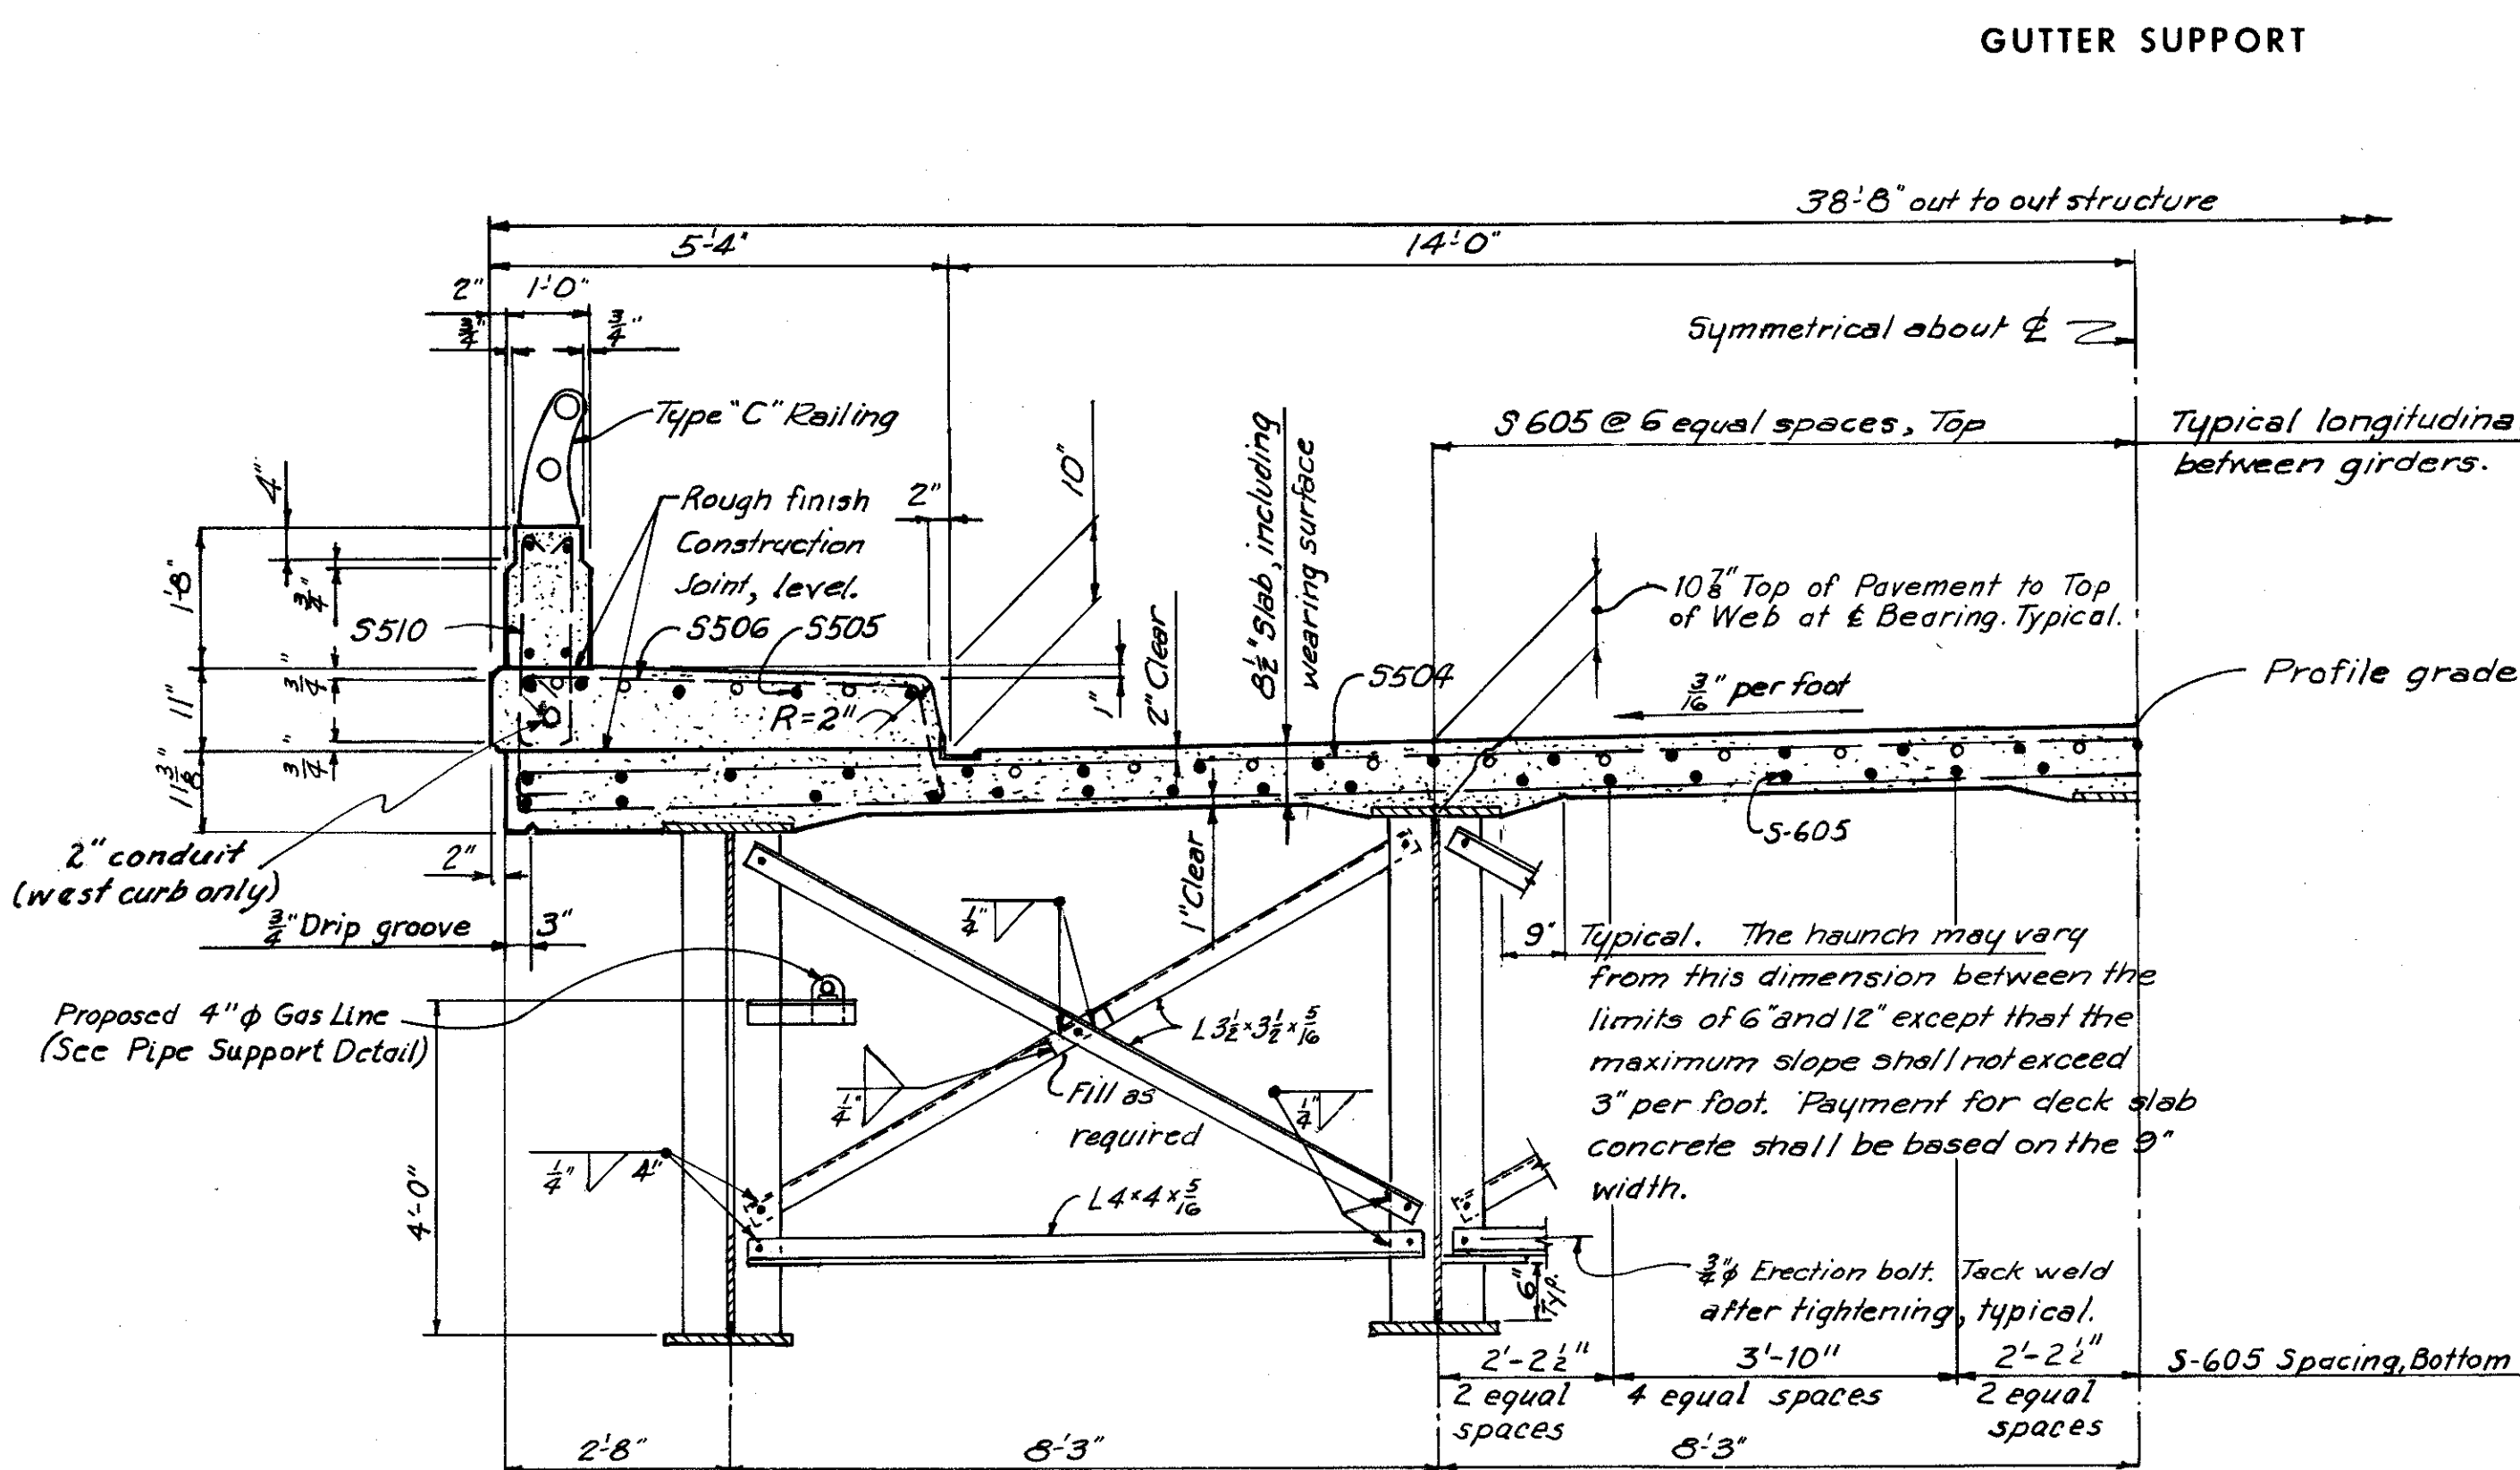 GUTTER SUPPORT
38'-8" out to out structure
5'-4"
14'-0"
2"
1'-0"
3/4"
3/4"
Symmetrical about ℄
Type "C" Railing
S605 @ 6 equal spaces, Top
Typical longitudina
between girders.
4"
10"
8 1/2" Slab, including
wearing surface
Rough finish
Construction
Joint, level.
2"
1'-8"
3/4"
10 7/8" Top of Pavement to Top
of Web at ℄ Bearing. Typical.
S510
S506
S505
2" Clear
S504
3/16" per foot
Profile grade
11"
3/4"
R=2"
1"
3/4"
S-605
2" conduit
(west curb only)
2"
3/4" Drip groove
3"
1/4"
1" Clear
9" Typical. The haunch may vary
from this dimension between the
limits of 6" and 12" except that the
maximum slope shall not exceed
3" per foot. Payment for deck slab
concrete shall be based on the 9"
width.
Proposed 4"ϕ Gas Line
(See Pipe Support Detail)
L3 1/2 × 3 1/2 × 5/16
1/4"
Fill as
required
1/4"
4'-0"
1/4"
4"
L4 × 4 × 5/16
6"
Typ.
3/4"ϕ Erection bolt. Tack weld
after tightening, typical.
2'-2 1/2"
3'-10"
2'-2 1/2"
S-605 Spacing, Bottom
2 equal
spaces
4 equal spaces
2 equal
spaces
2'-8"
8'-3"
8'-3"